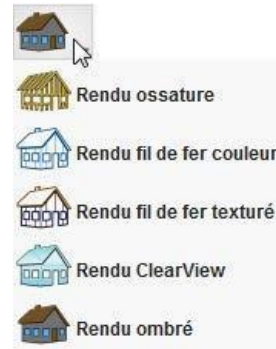 Rendu ossature
Rendu fil de fer couleur
Rendu fil de fer texturé
Rendu ClearView
Rendu ombré